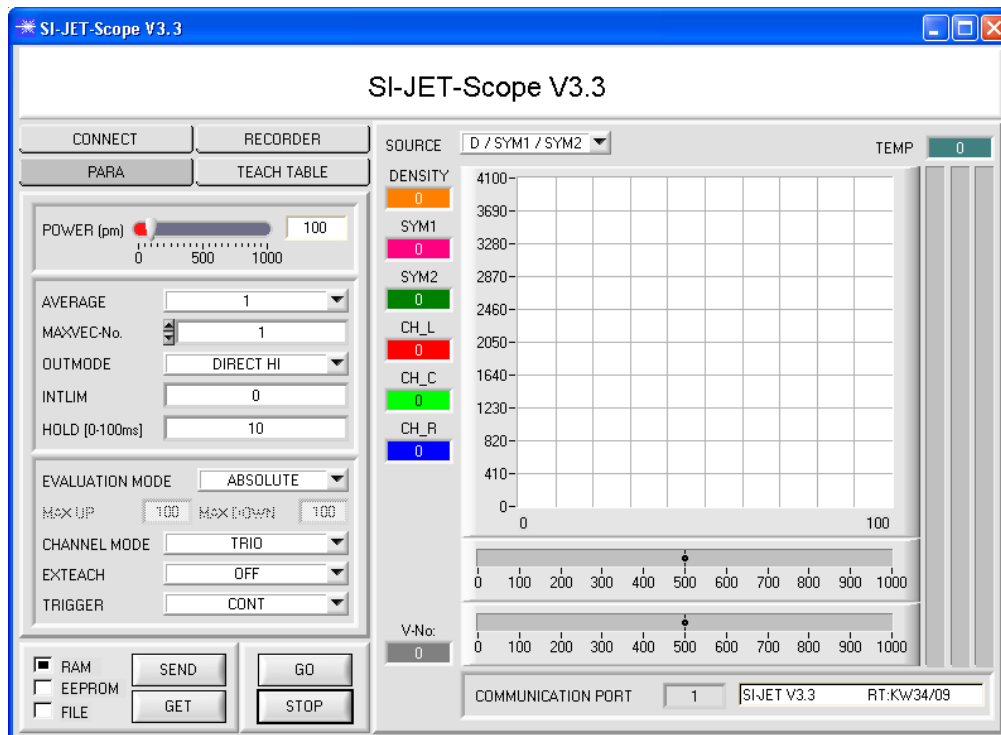 SI-JET-Scope V3.3
SI-JET-Scope V3.3
CONNECT
RECORDER
PARA
TEACH TABLE
POWER (pm)
100
0 500 1000
AVERAGE 1
MAXVEC-No. 1
OUTMODE DIRECT HI
INTLIM 0
HOLD [0-100ms] 10
EVALUATION MODE ABSOLUTE
MAX UP 100 MAX DOWN 100
CHANNEL MODE TRIO
EXTEACH OFF
TRIGGER CONT
RAM
EEPROM
FILE
SEND
GET
GO
STOP
SOURCE D / SYM1 / SYM2
TEMP 0
DENSITY
0
SYM1
0
SYM2
0
CH_L
0
CH_C
0
CH_R
0
V-No:
0
4100
3690
3280
2870
2460
2050
1640
1230
820
410
0
0 100
0 100 200 300 400 500 600 700 800 900 1000
0 100 200 300 400 500 600 700 800 900 1000
COMMUNICATION PORT 1 SI-JET V3.3 RT:KW34/09